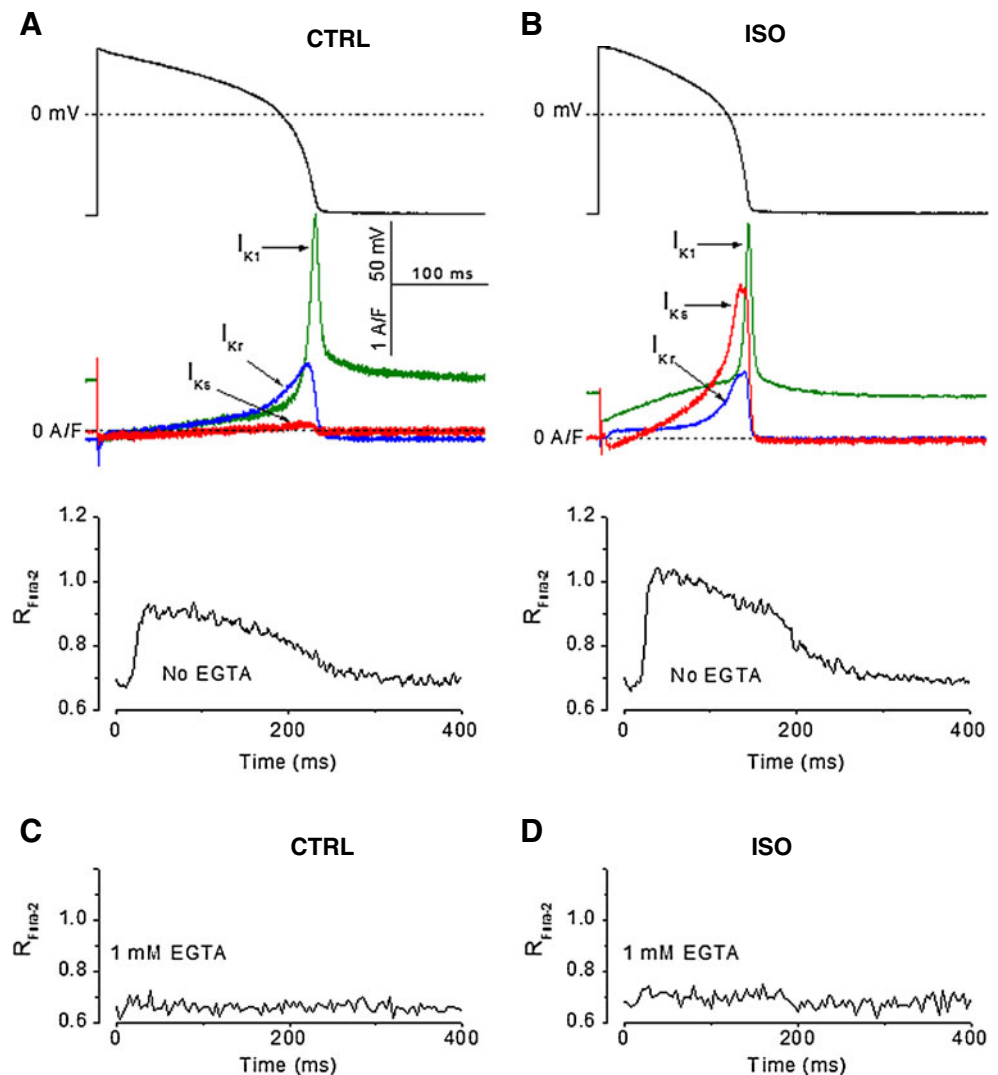 A
CTRL
B
ISO
0 mV
0 A/F
I_K1
I_Kr
I_Ks
50 mV
1 A/F
100 ms
0 A/F
I_K1
I_Ks
I_Kr
R_Fura-2
1.2
1.0
0.8
0.6
No EGTA
0
200
400
Time (ms)
R_Fura-2
1.2
1.0
0.8
0.6
No EGTA
0
200
400
Time (ms)
C
CTRL
D
ISO
R_Fura-2
1.0
0.8
0.6
1 mM EGTA
0
200
400
Time (ms)
R_Fura-2
1.0
0.8
0.6
1 mM EGTA
0
200
400
Time (ms)